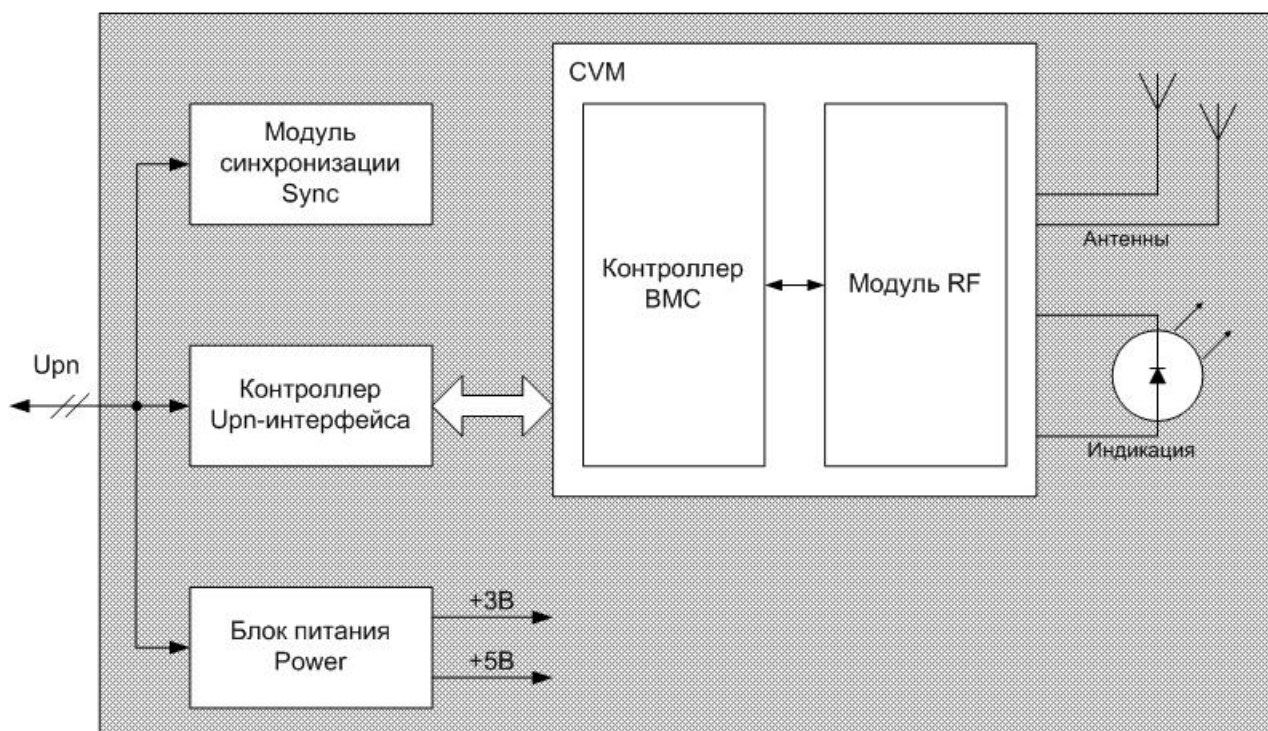 CVM
Модуль
синхронизации
Sync
Антенны
Контроллер
BMC
Модуль RF
Upn
Контроллер
Upn-интерфейса
Индикация
Блок питания
Power
+3В
+5В